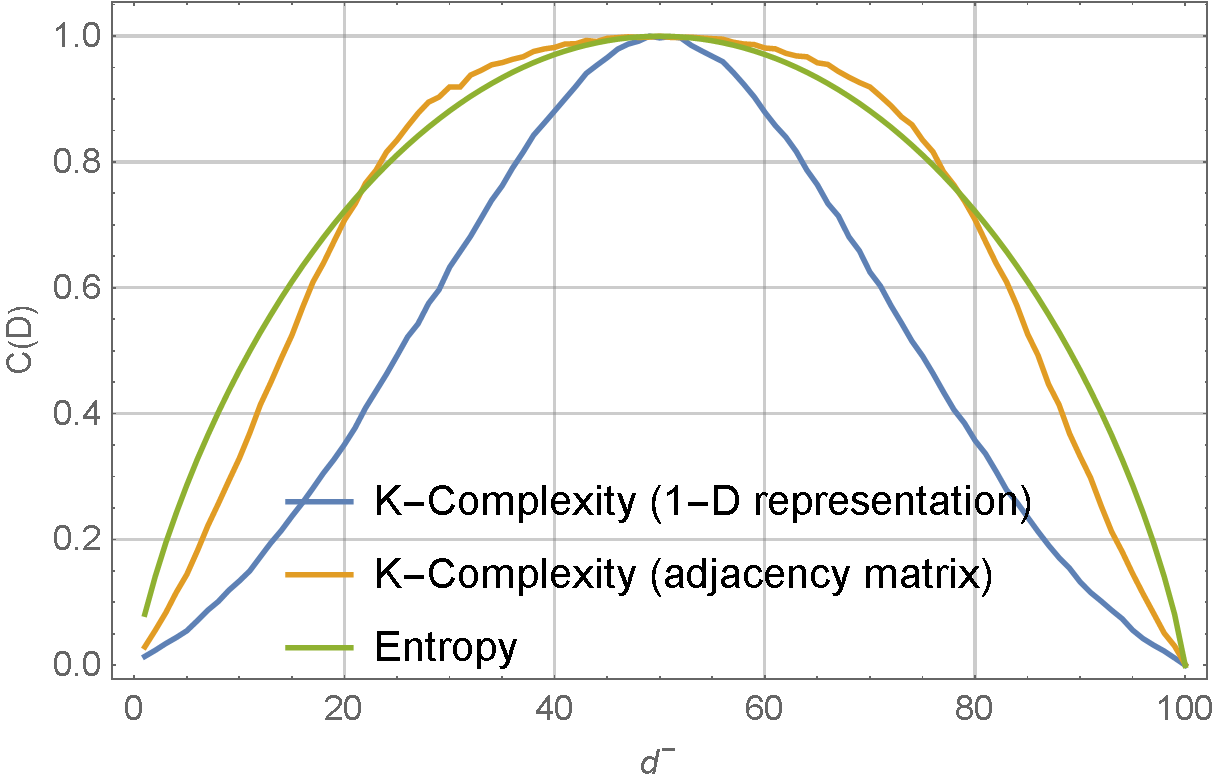 C(D)
1.0
0.8
0.6
0.4
0.2
0.0
K−Complexity (1−D representation)
K−Complexity (adjacency matrix)
Entropy
0 20 40 60 80 100
d⁻